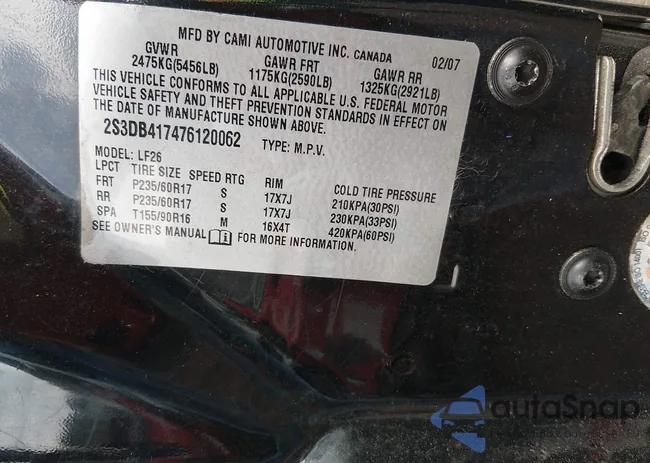 MFD BY CAMI AUTOMOTIVE INC. CANADA
GVWR GAWR FRT GAWR RR 02/07
2475KG(5456LB) 1175KG(2590LB) 1325KG(2921LB)
THIS VEHICLE CONFORMS TO ALL APPLICABLE U.S. FEDERAL MOTOR
VEHICLE SAFETY AND THEFT PREVENTION STANDARDS IN EFFECT ON
THE DATE OF MANUFACTURE SHOWN ABOVE.
2S3DB417476120062 TYPE: M.P.V.
MODEL: LF26
LPCT TIRE SIZE SPEED RTG RIM COLD TIRE PRESSURE
FRT P235/60R17 S 17X7J 210KPA(30PSI)
RR P235/60R17 S 17X7J 230KPA(33PSI)
SPA T155/90R16 M 16X4T 420KPA(60PSI)
SEE OWNER'S MANUAL i FOR MORE INFORMATION.
autoSnap